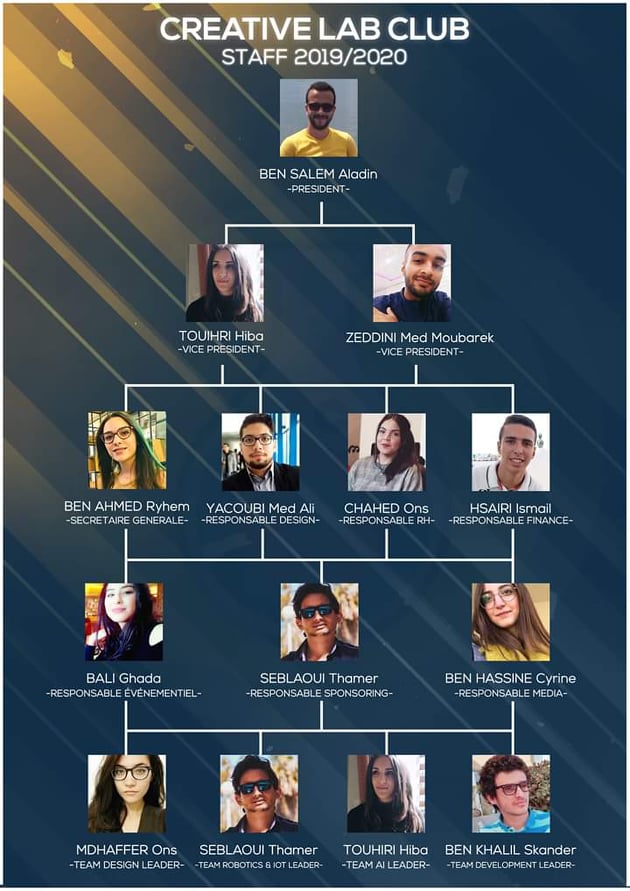 CREATIVE LAB CLUB
STAFF 2019/2020
BEN SALEM Aladin
-PRESIDENT-
TOUIHRI Hiba
-VICE PRESIDENT-
ZEDDINI Med Moubarek
-VICE PRESIDENT-
BEN AHMED Ryhem
-SECRETAIRE GENERALE-
YACOUBI Med Ali
-RESPONSABLE DESIGN-
CHAHED Ons
-RESPONSABLE RH-
HSAIRI Ismail
-RESPONSABLE FINANCE-
BALI Ghada
-RESPONSABLE ÉVÉNEMENTIEL-
SEBLAOUI Thamer
-RESPONSABLE SPONSORING-
BEN HASSINE Cyrine
-RESPONSABLE MEDIA-
MDHAFFER Ons
-TEAM DESIGN LEADER-
SEBLAOUI Thamer
-TEAM ROBOTICS & IOT LEADER-
TOUHIRI Hiba
-TEAM AI LEADER-
BEN KHALIL Skander
-TEAM DEVELOPMENT LEADER-